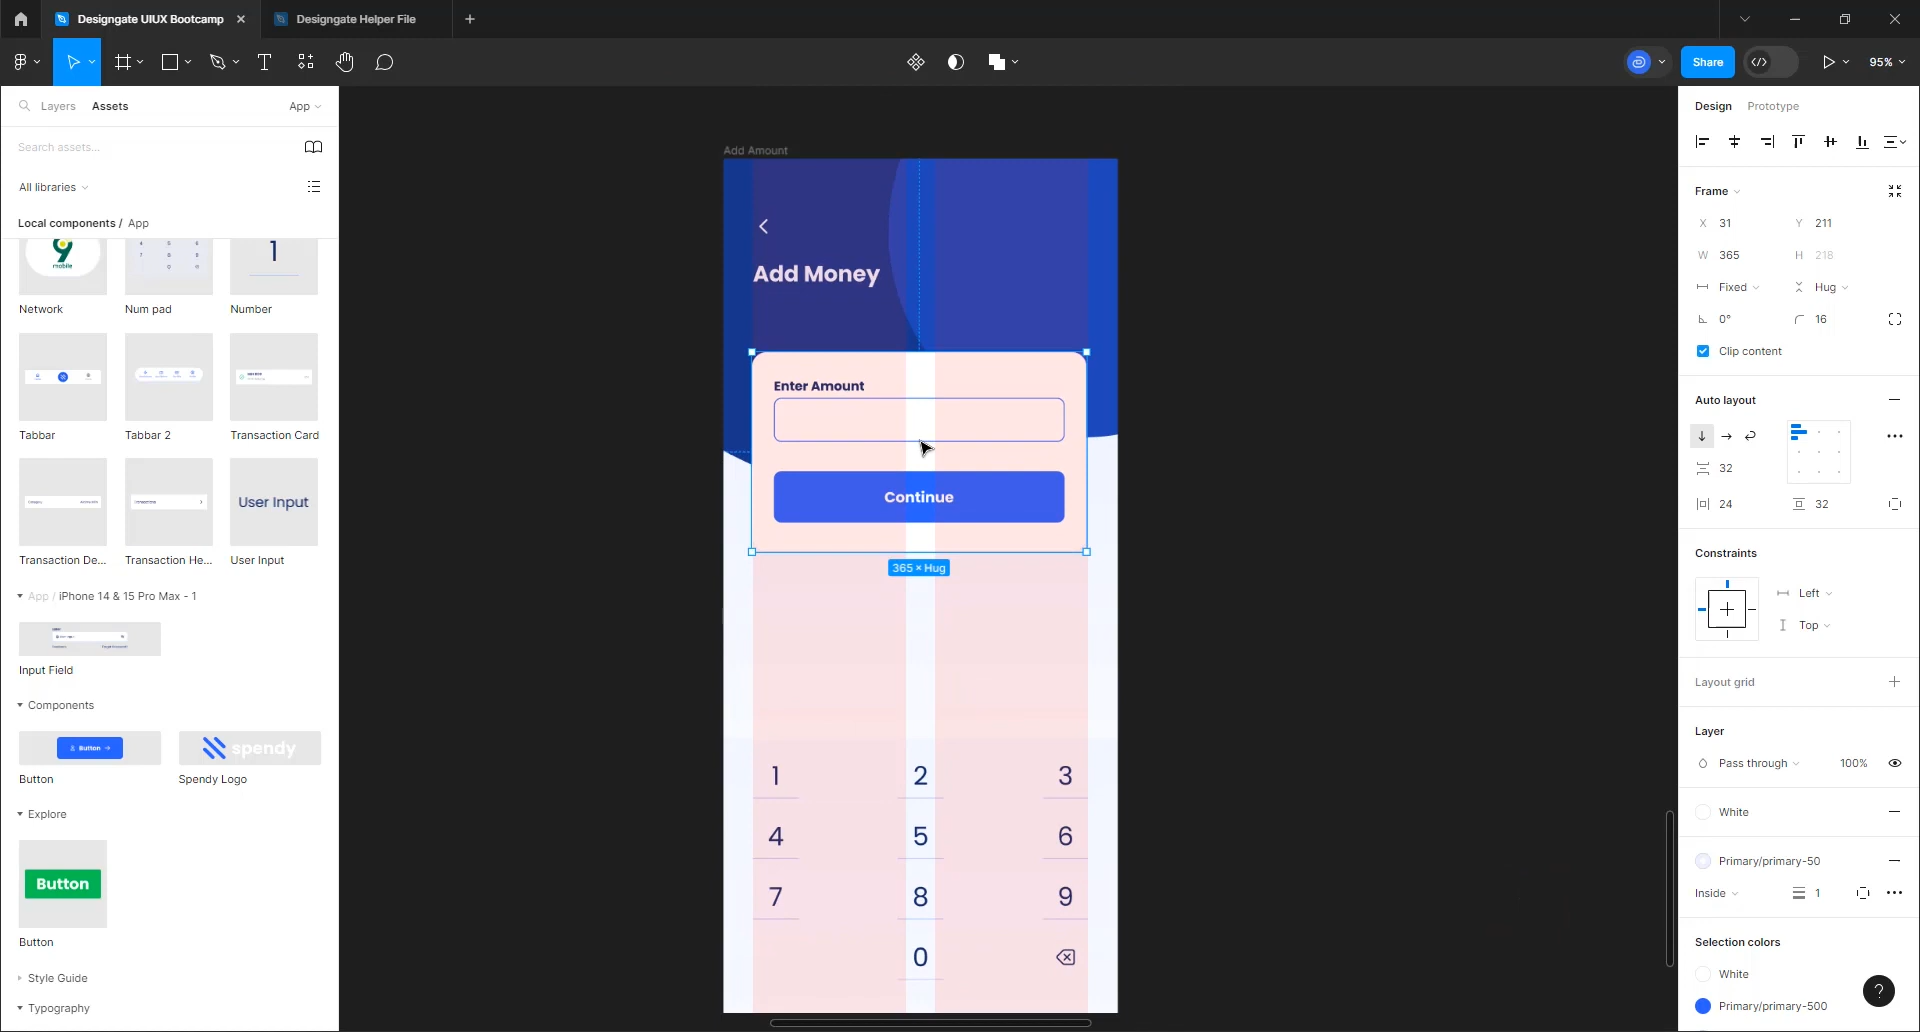 Designgate UIUX Bootcamp
Designgate Helper File
Share
95%
Layers
Assets
App
Search assets...
All libraries
Local components / App
9
mobile
1
Network
Num pad
Number
Tabbar
Tabbar 2
Transaction Card
User Input
Transaction De...
Transaction He...
User Input
App / iPhone 14 & 15 Pro Max - 1
Input Field
Components
Button
spendy
Button
Spendy Logo
Explore
Button
Button
Style Guide
Typography
Add Amount
Add Money
Enter Amount
Continue
365 × Hug
1 2 3
4 5 6
7 8 9
0
Design
Prototype
Frame
X 31 Y 211
W 365 H 218
Fixed Hug
0° 16
Clip content
Auto layout
32
24 32
Constraints
Left
Top
Layout grid
Layer
Pass through 100%
White
Primary/primary-50
Inside 1
Selection colors
White
Primary/primary-500
?